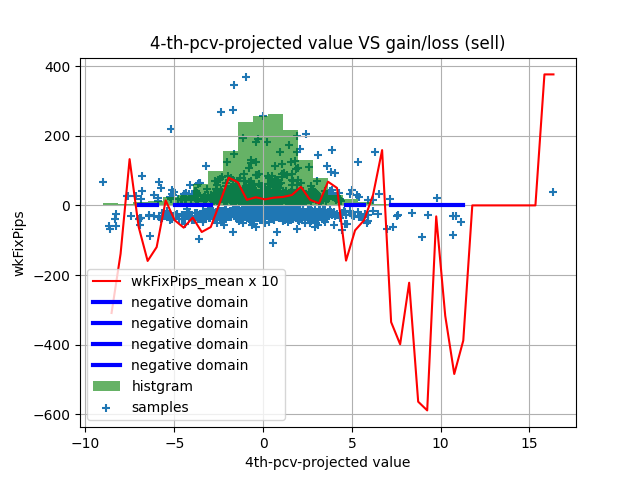 4-th-pcv-projected value VS gain/loss (sell)
wkFixPips
400
200
0
−200
−400
−600
wkFixPips_mean x 10
negative domain
negative domain
negative domain
negative domain
histgram
samples
−10
−5
0
5
10
15
4th-pcv-projected value